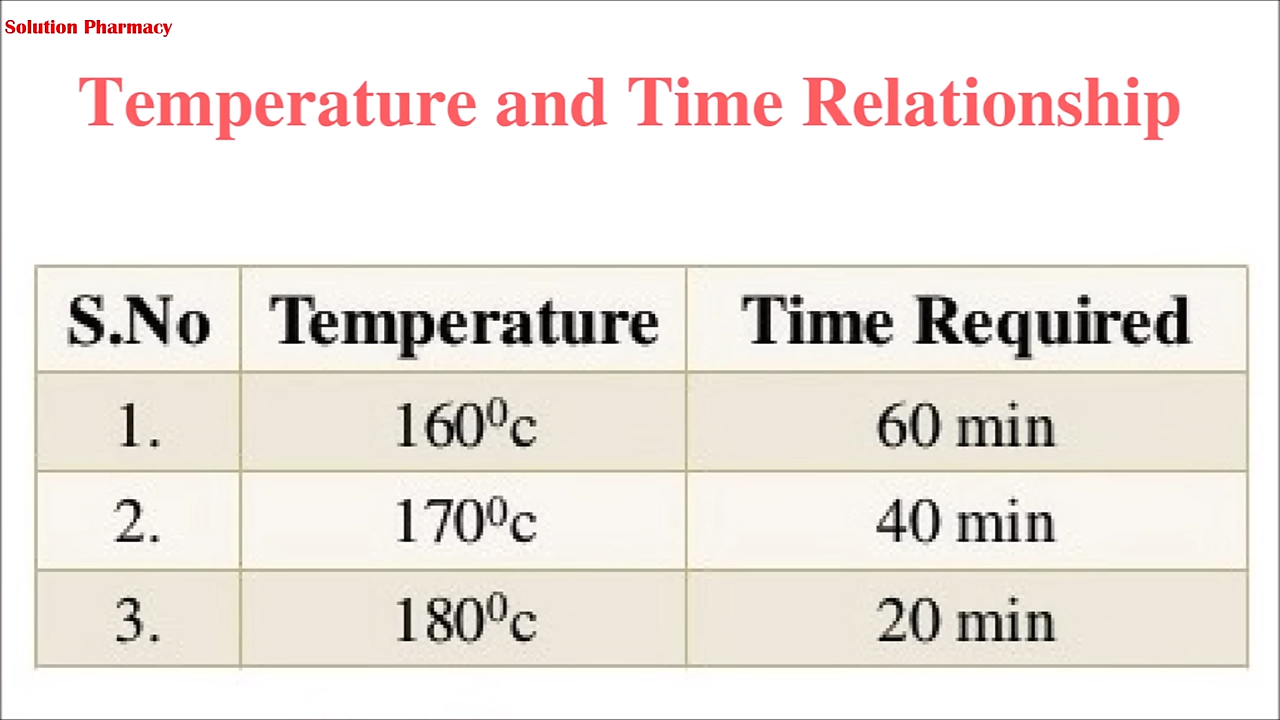 Solution Pharmacy
Temperature and Time Relationship
S.No Temperature Time Required
1. 160⁰c 60 min
2. 170⁰c 40 min
3. 180⁰c 20 min